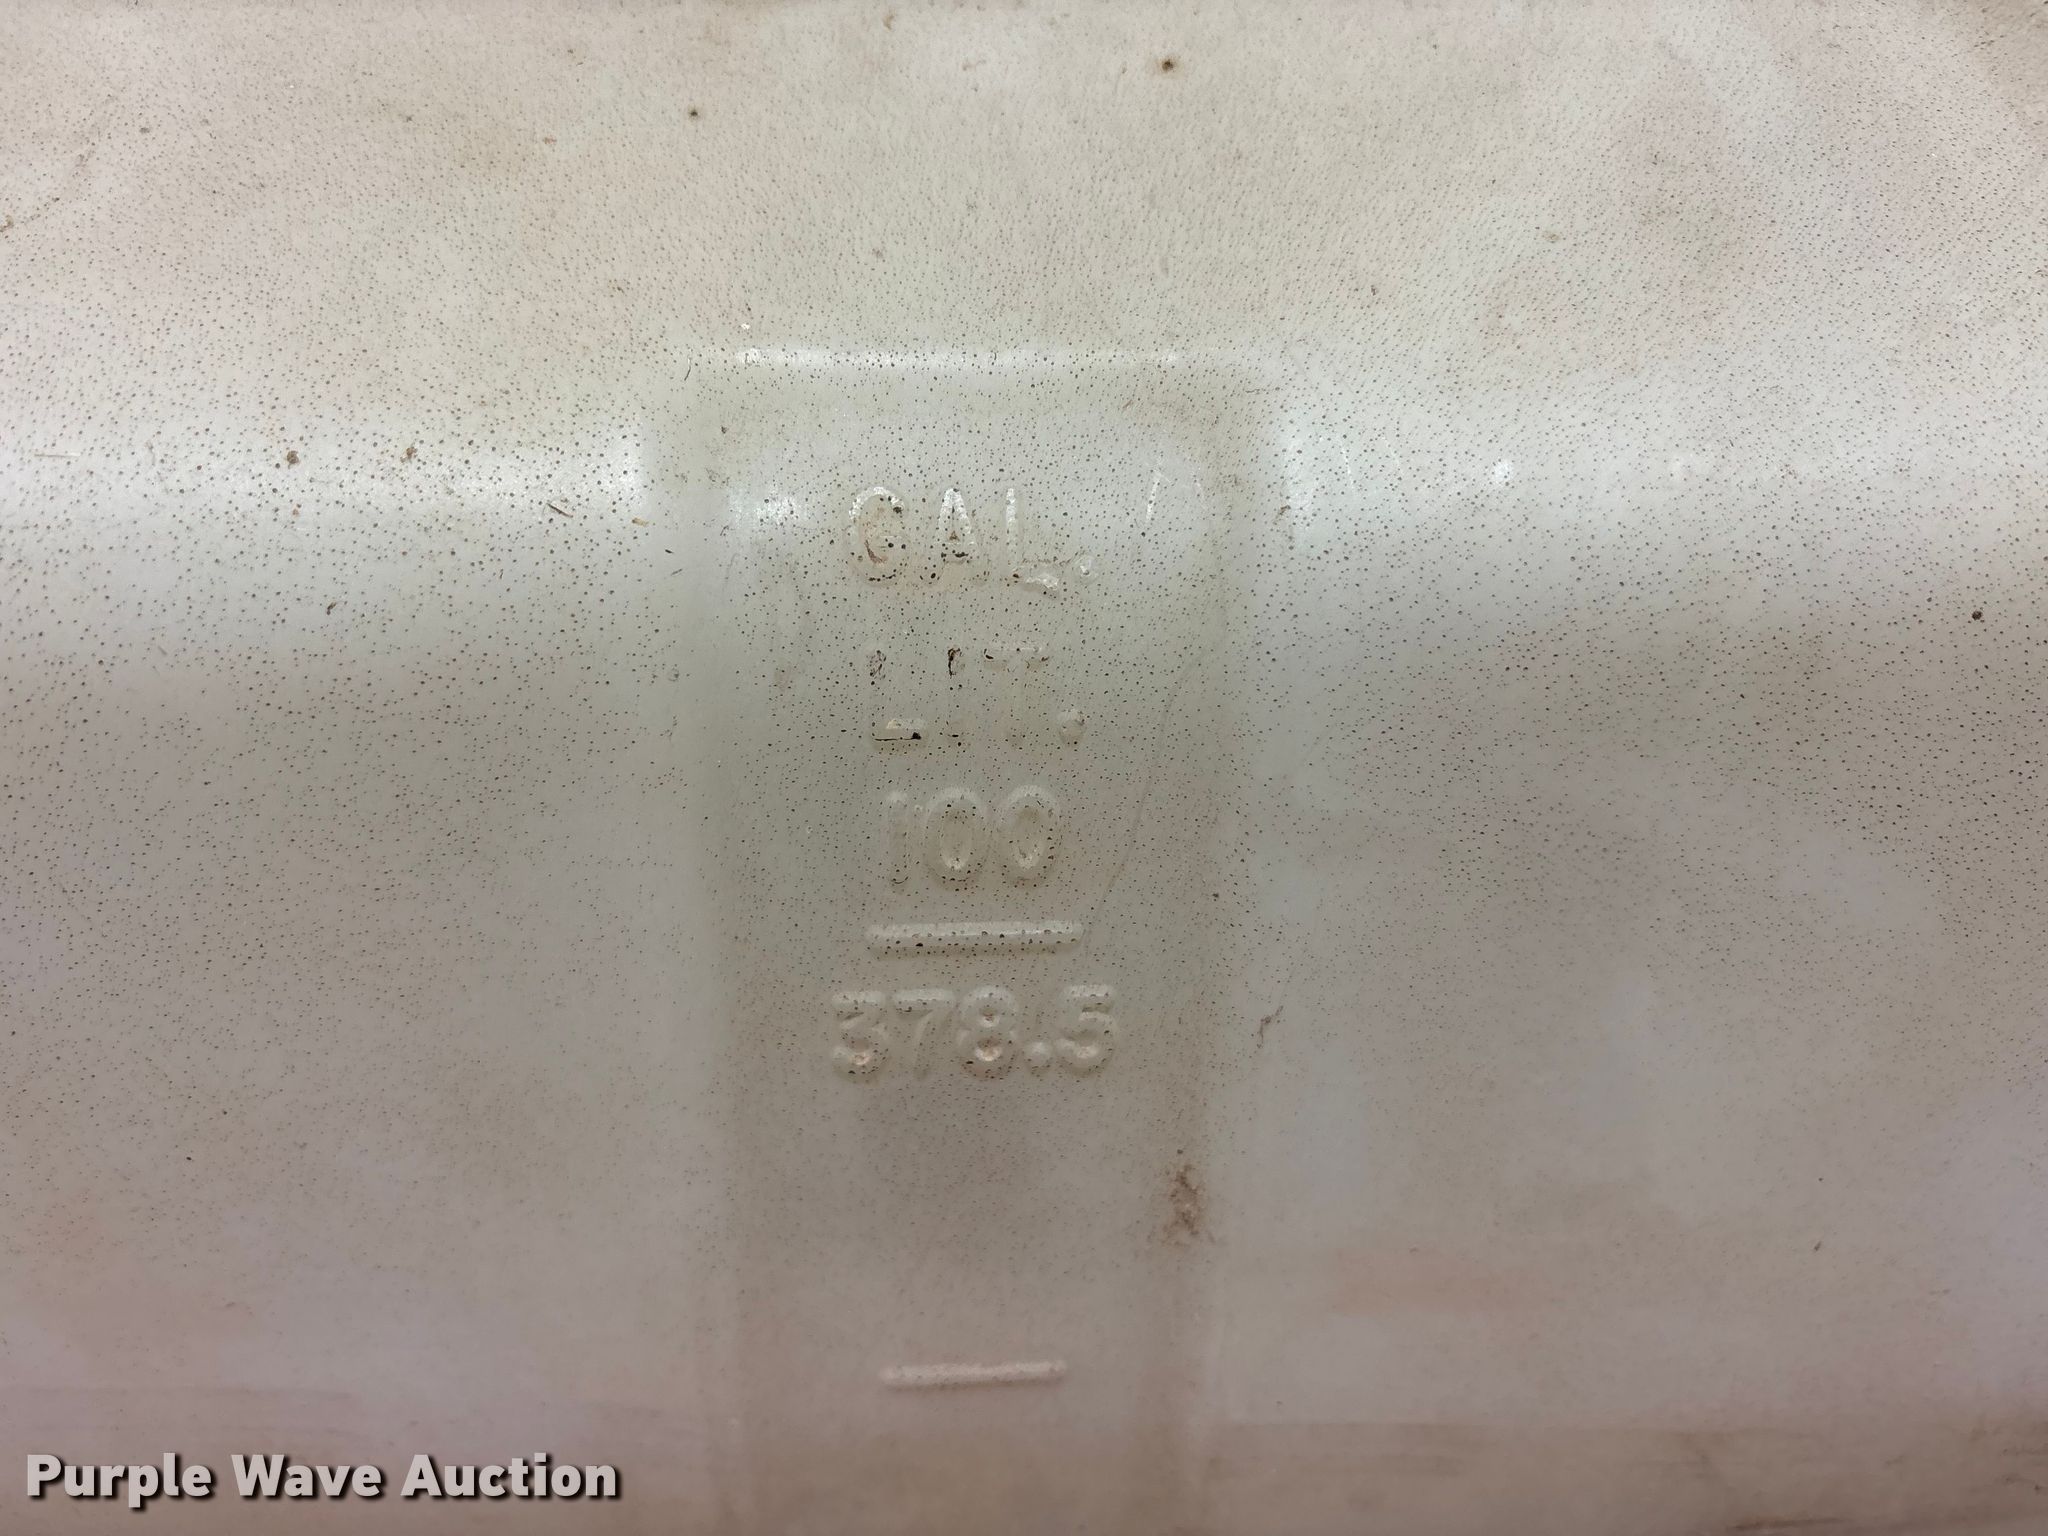 GAL.
LIT.
100
378.5
Purple Wave Auction